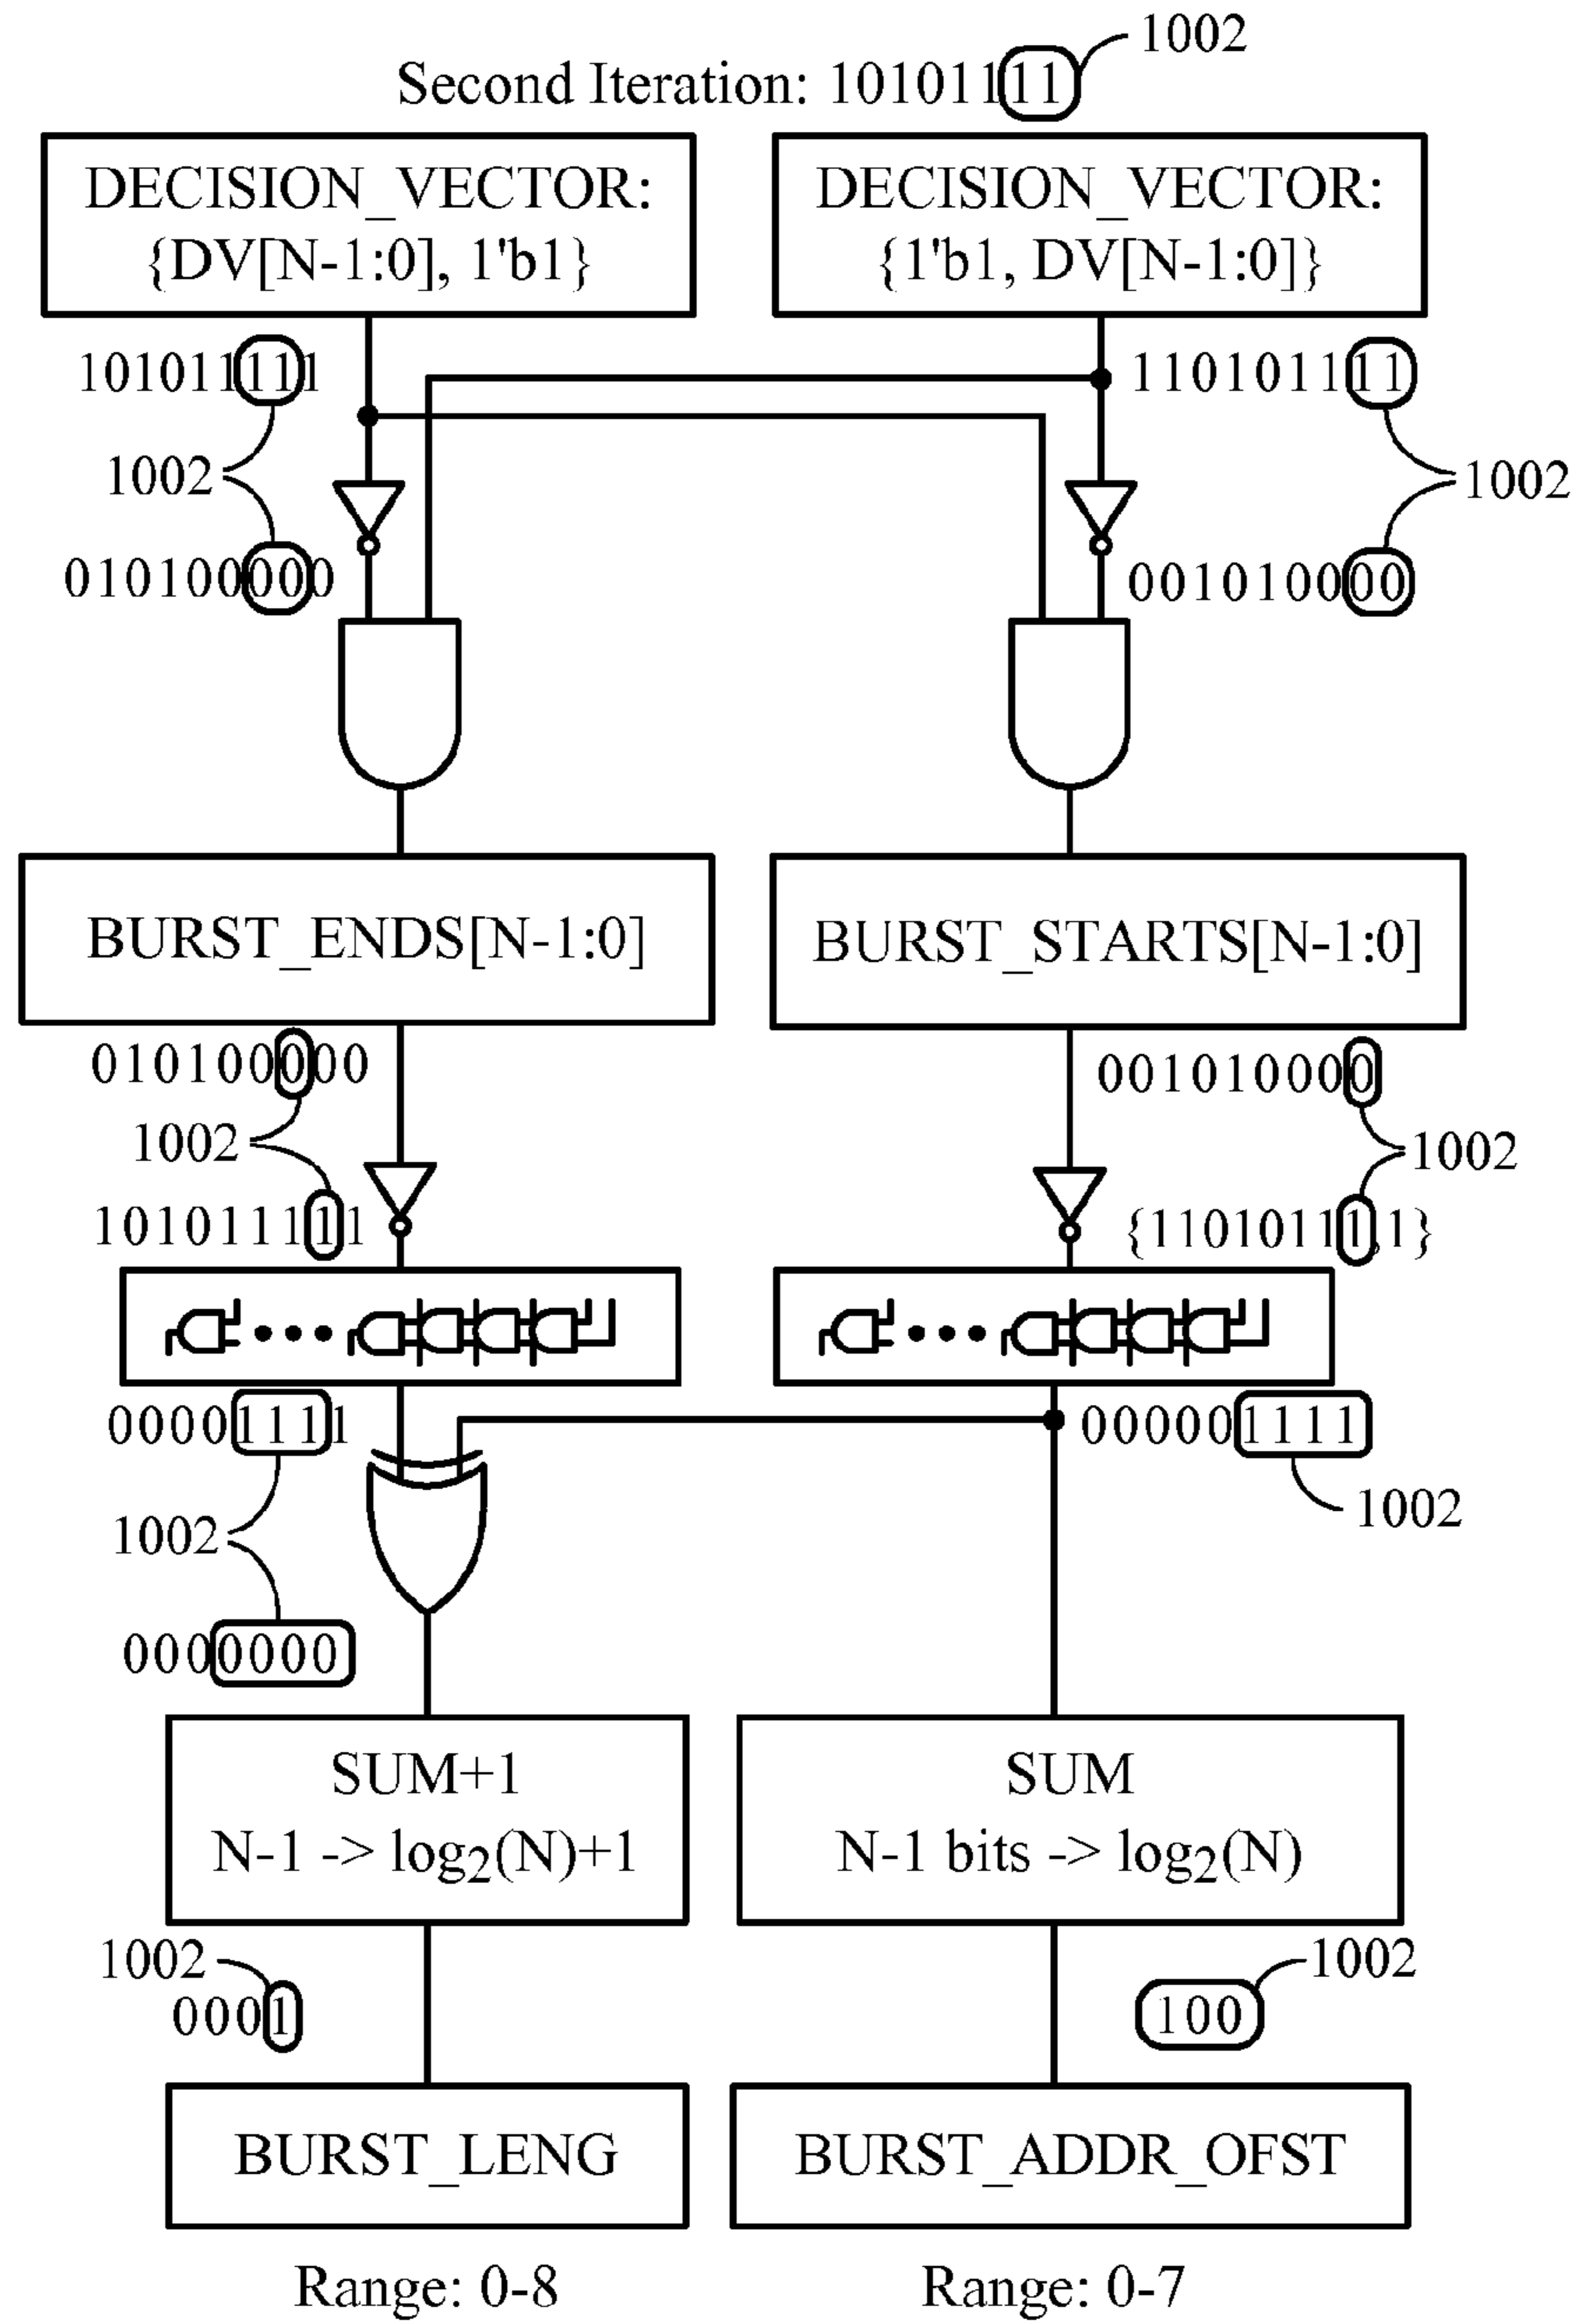 1002
Second Iteration: 10101111
DECISION_VECTOR:
{DV[N-1:0], 1'b1}
DECISION_VECTOR:
{1'b1, DV[N-1:0]}
101011111
110101111
1002
1002
010100000
001010000
BURST_ENDS[N-1:0]
BURST_STARTS[N-1:0]
010100000
001010000
1002
1002
101011111
{11010111,1}
000011111
000001111
1002
1002
0000000
SUM+1
N-1 -> log2(N)+1
SUM
N-1 bits -> log2(N)
1002
1002
0001
100
BURST_LENG
BURST_ADDR_OFST
Range: 0-8
Range: 0-7